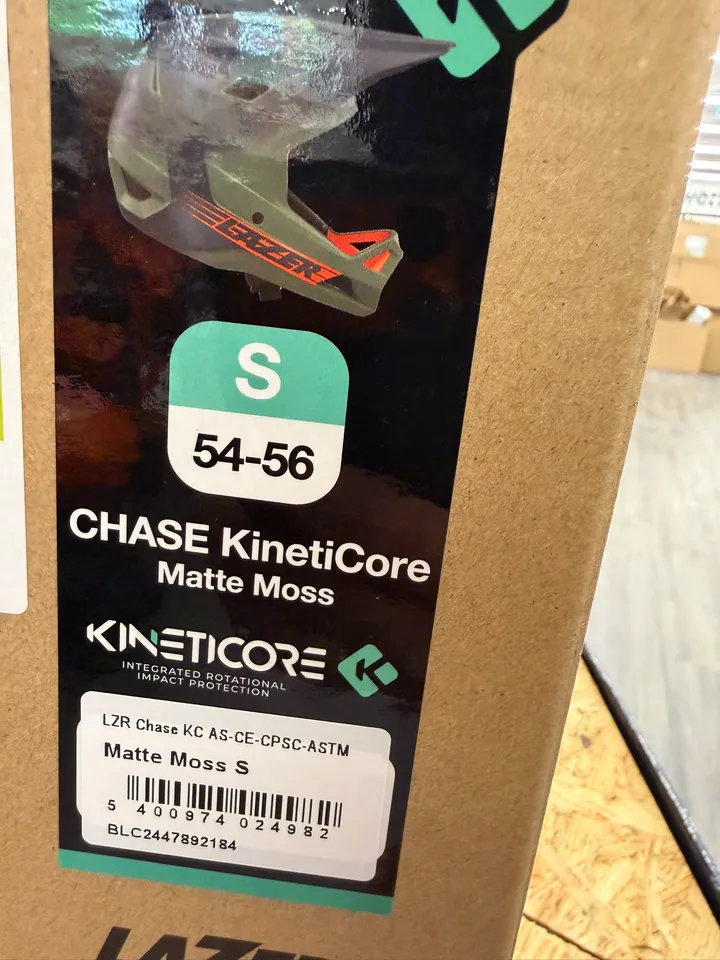 LAZER
S
54-56
CHASE KinetiCore
Matte Moss
KINETICORE
INTEGRATED ROTATIONAL
IMPACT PROTECTION
LZR Chase KC AS-CE-CPSC-ASTM
Matte Moss S
5 400974 024982
BLC2447892184
LAZER